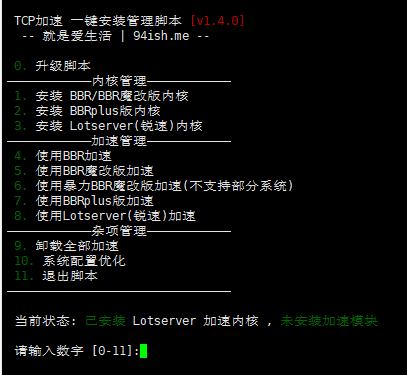 TCP加速 一键安装管理脚本 [v1.4.0]
-- 就是爱生活 | 94ish.me --
0. 升级脚本
内核管理
1. 安装 BBR/BBR魔改版内核
2. 安装 BBRplus版内核
3. 安装 Lotserver(锐速)内核
加速管理
4. 使用BBR加速
5. 使用BBR魔改版加速
6. 使用暴力BBR魔改版加速(不支持部分系统)
7. 使用BBRplus版加速
8. 使用Lotserver(锐速)加速
杂项管理
9. 卸载全部加速
10. 系统配置优化
11. 退出脚本
当前状态: 已安装 Lotserver 加速内核 , 未安装加速模块
请输入数字 [0-11]: